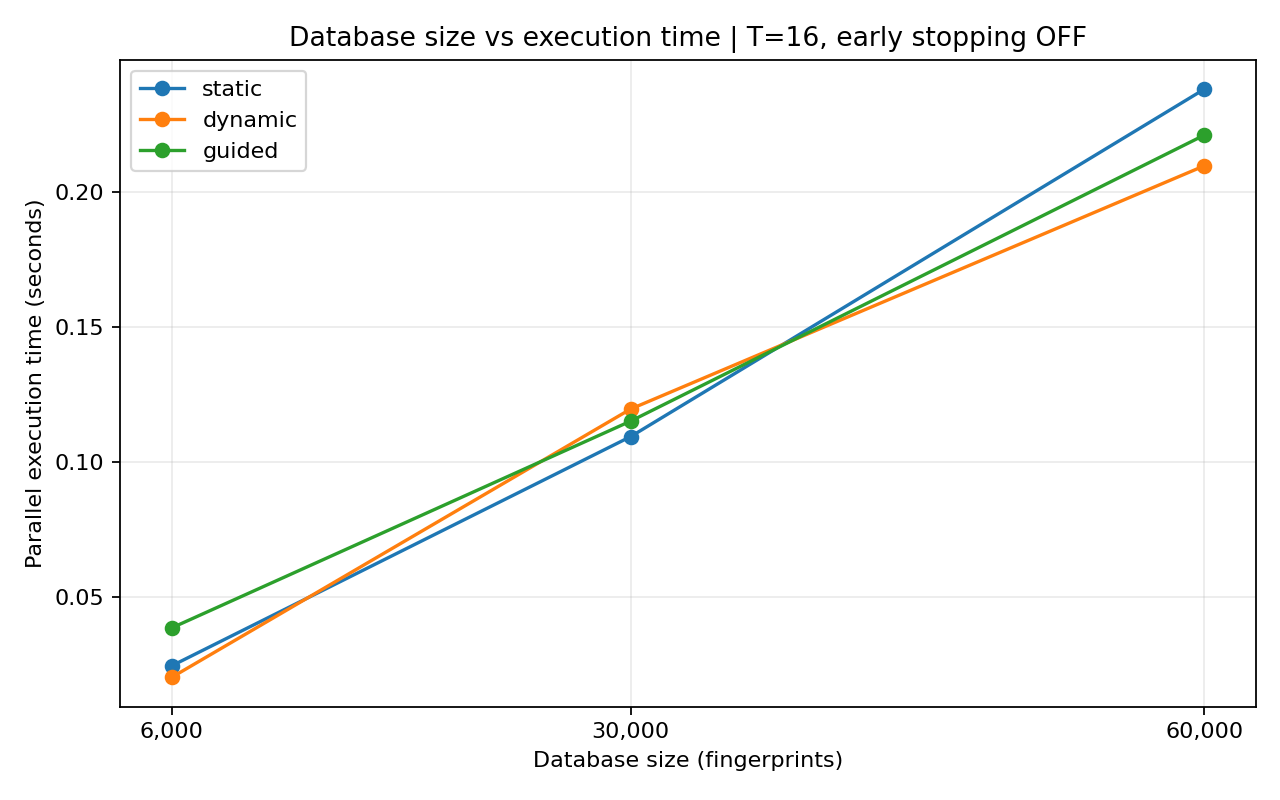 Database size vs execution time | T=16, early stopping OFF
static
dynamic
guided
0.20
0.15
0.10
0.05
Parallel execution time (seconds)
6,000
30,000
60,000
Database size (fingerprints)